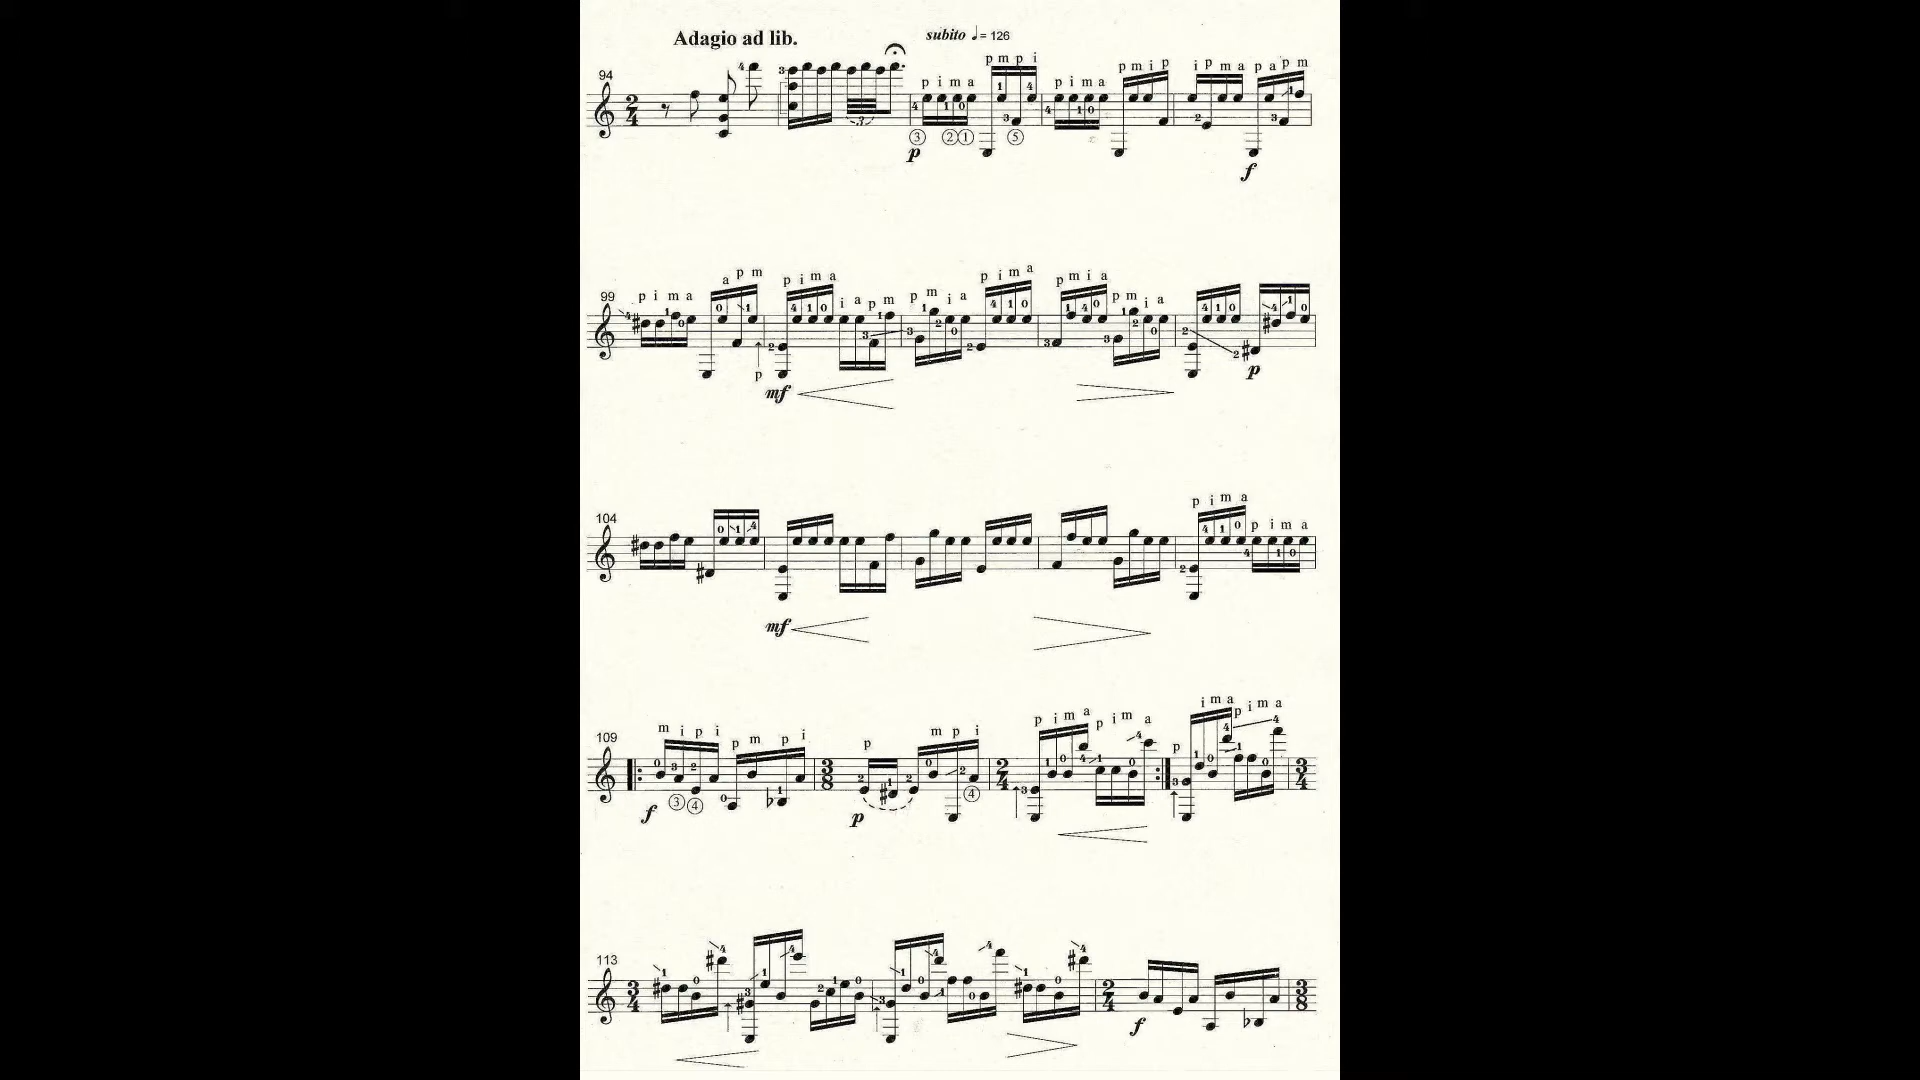 Adagio ad lib.
subito ♩= 126
94
p i m a p m p i p i m a p m i p i p m a p a p m
p f
99
p i m a a p m p i m a i a p m p m i a p i m a p m i a p m i a
p
mf p
104
p i m a p i m a
mf
109
m i p i p m p i p m p i p i m a p i m a p i m a p i m a
f p
113
f